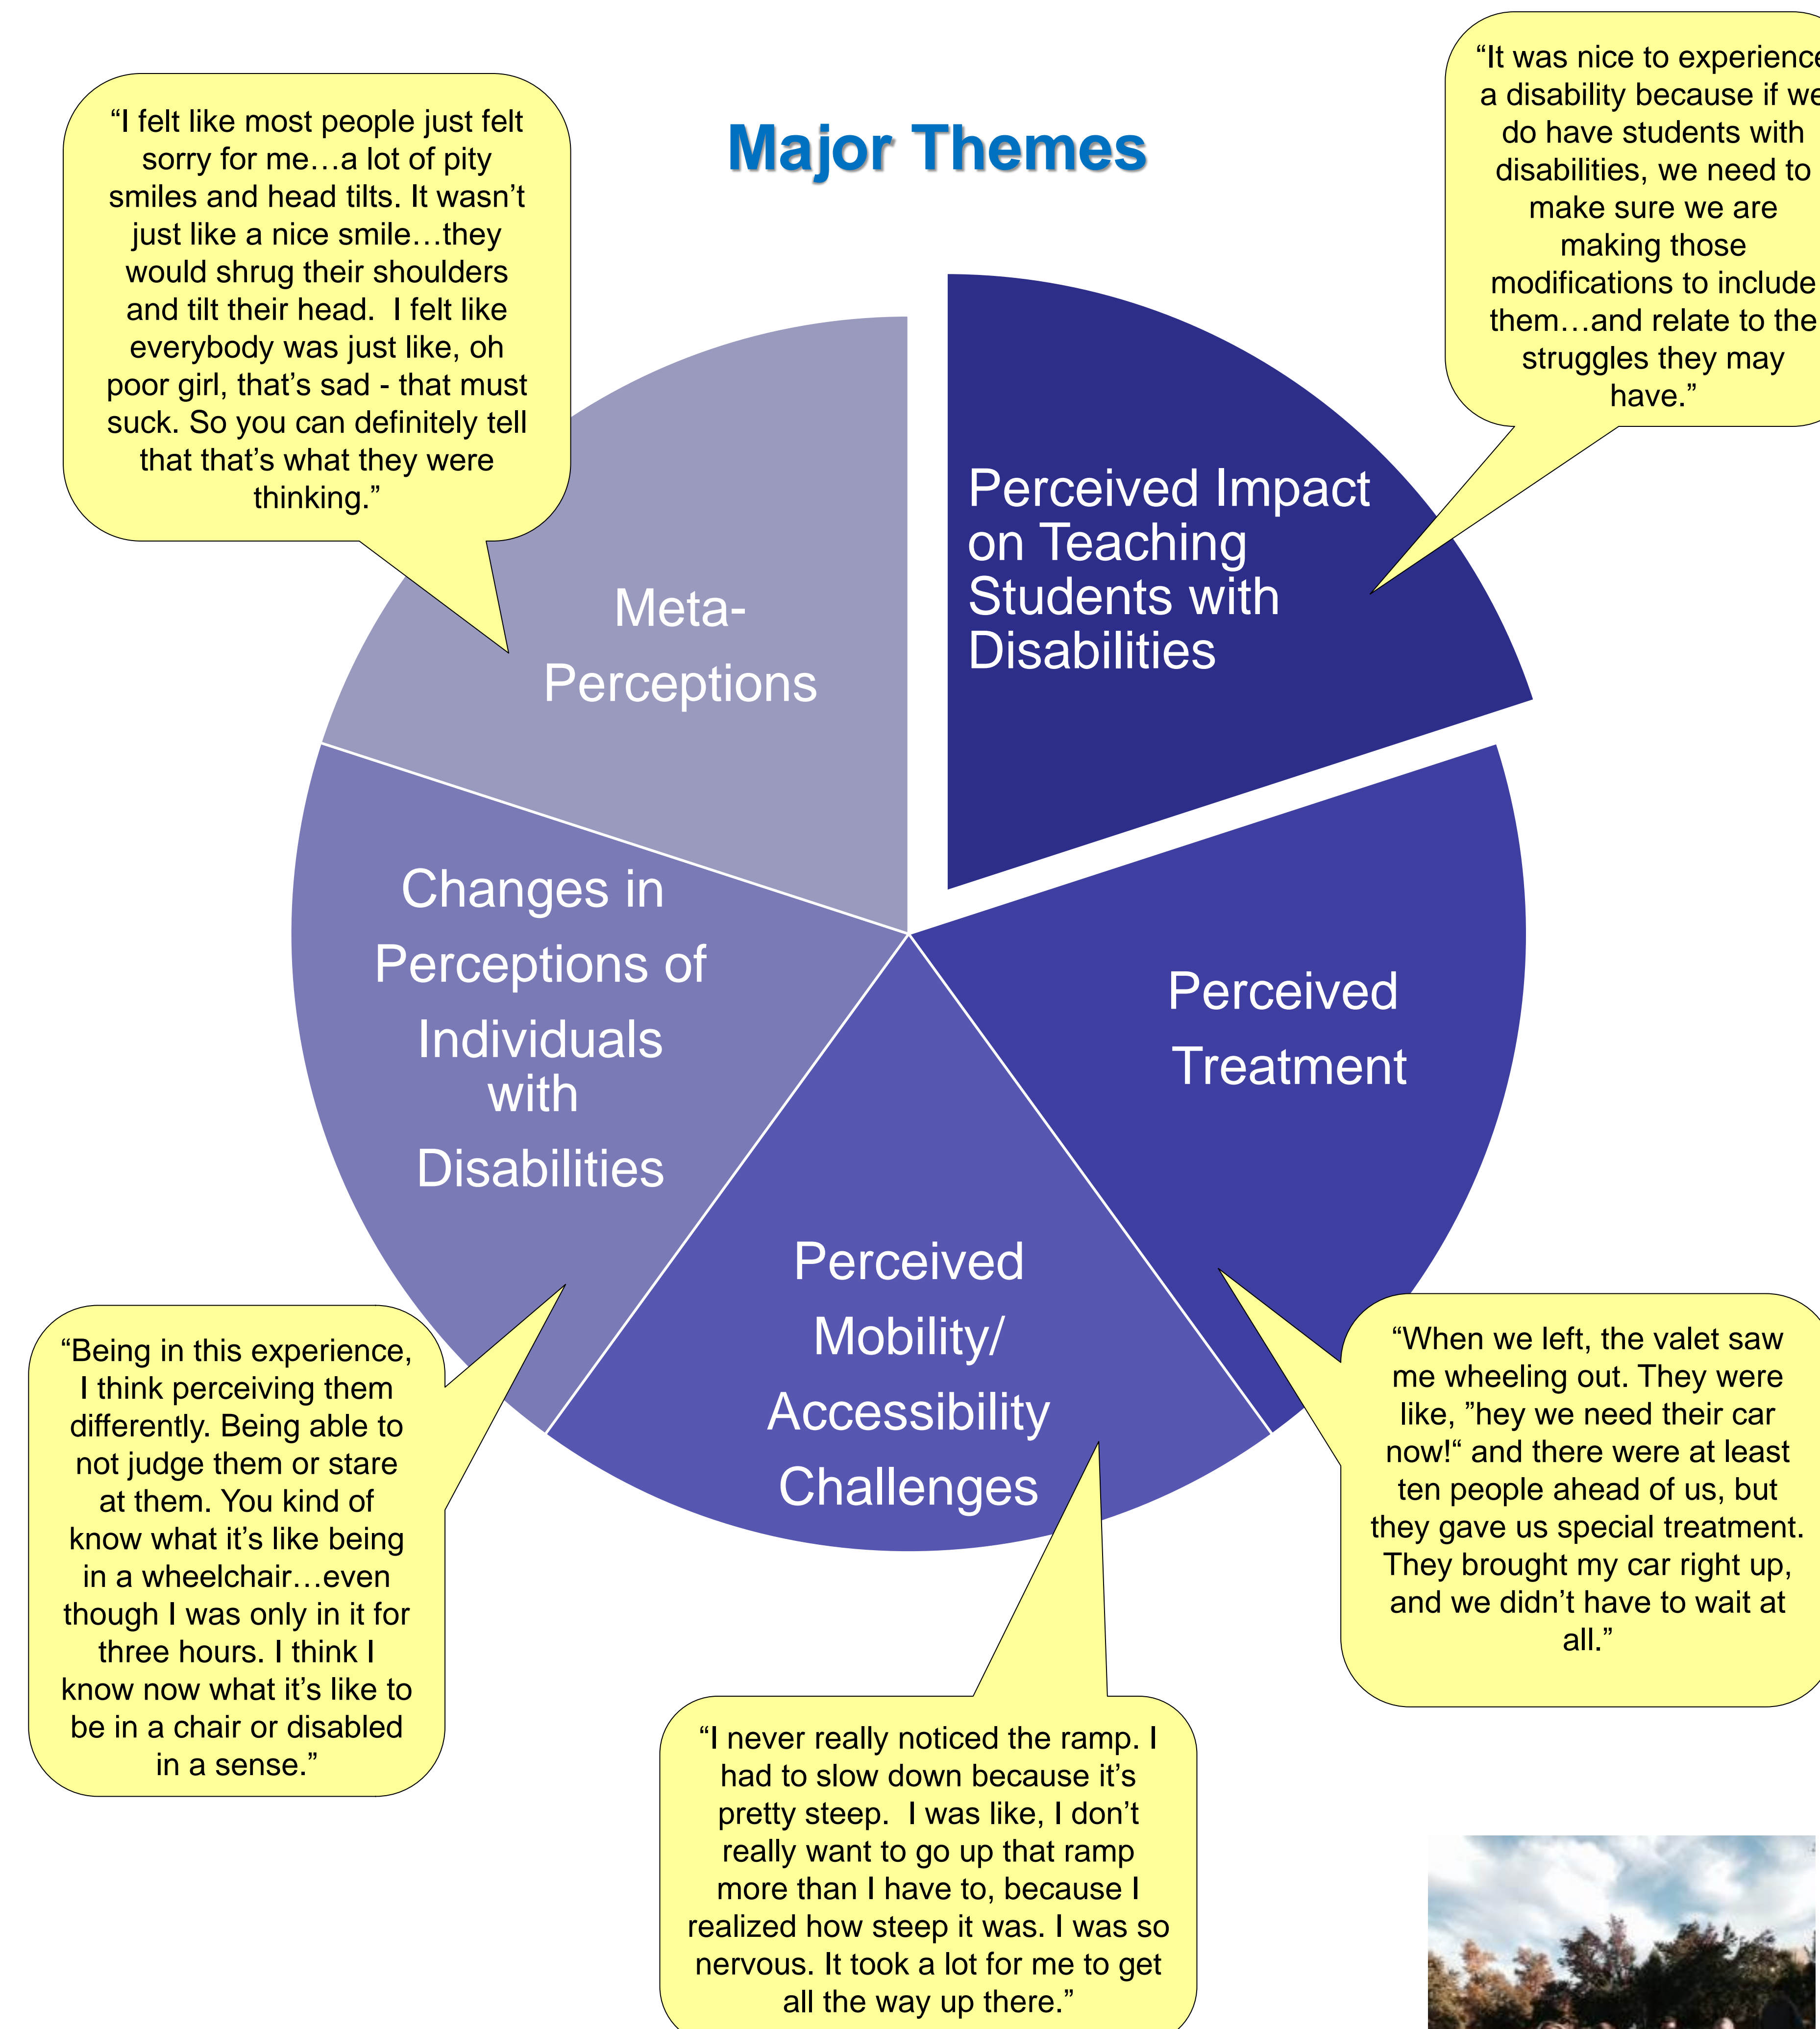 Major Themes
“I felt like most people just felt
sorry for me…a lot of pity
smiles and head tilts. It wasn’t
just like a nice smile…they
would shrug their shoulders
and tilt their head.  I felt like
everybody was just like, oh
poor girl, that’s sad - that must
suck. So you can definitely tell
that that’s what they were
thinking.”
“It was nice to experience
a disability because if we
do have students with
disabilities, we need to
make sure we are
making those
modifications to include
them…and relate to the
struggles they may
have.”
Perceived Impact
on Teaching
Students with
Disabilities
Meta-
Perceptions
Changes in
Perceptions of
Individuals
with
Disabilities
Perceived
Treatment
Perceived
Mobility/
Accessibility
Challenges
“Being in this experience,
I think perceiving them
differently. Being able to
not judge them or stare
at them. You kind of
know what it’s like being
in a wheelchair…even
though I was only in it for
three hours. I think I
know now what it’s like to
be in a chair or disabled
in a sense.”
“When we left, the valet saw
me wheeling out. They were
like, ”hey we need their car
now!“ and there were at least
ten people ahead of us, but
they gave us special treatment.
They brought my car right up,
and we didn’t have to wait at
all.”
“I never really noticed the ramp. I
had to slow down because it’s
pretty steep.  I was like, I don’t
really want to go up that ramp
more than I have to, because I
realized how steep it was. I was so
nervous. It took a lot for me to get
all the way up there.”